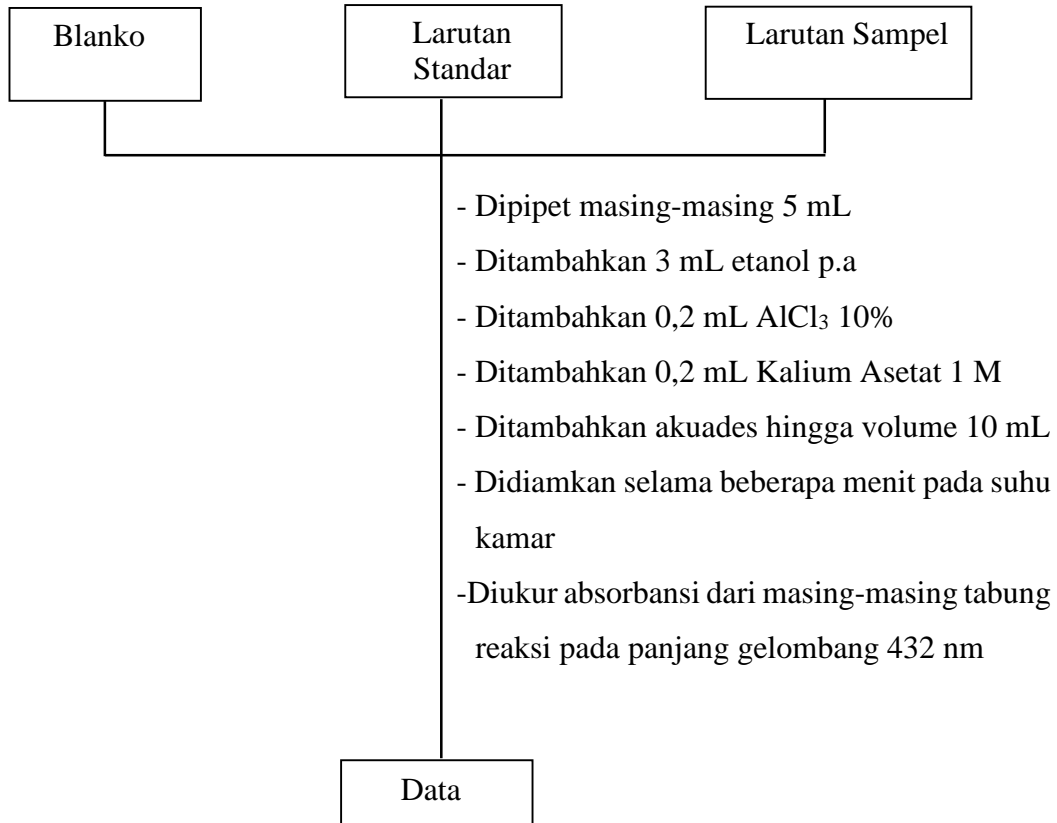 Blanko
Larutan
Standar
Larutan Sampel
- Dipipet masing-masing 5 mL
- Ditambahkan 3 mL etanol p.a
- Ditambahkan 0,2 mL AlCl₃ 10%
- Ditambahkan 0,2 mL Kalium Asetat 1 M
- Ditambahkan akuades hingga volume 10 mL
- Didiamkan selama beberapa menit pada suhu
kamar
-Diukur absorbansi dari masing-masing tabung
reaksi pada panjang gelombang 432 nm
Data